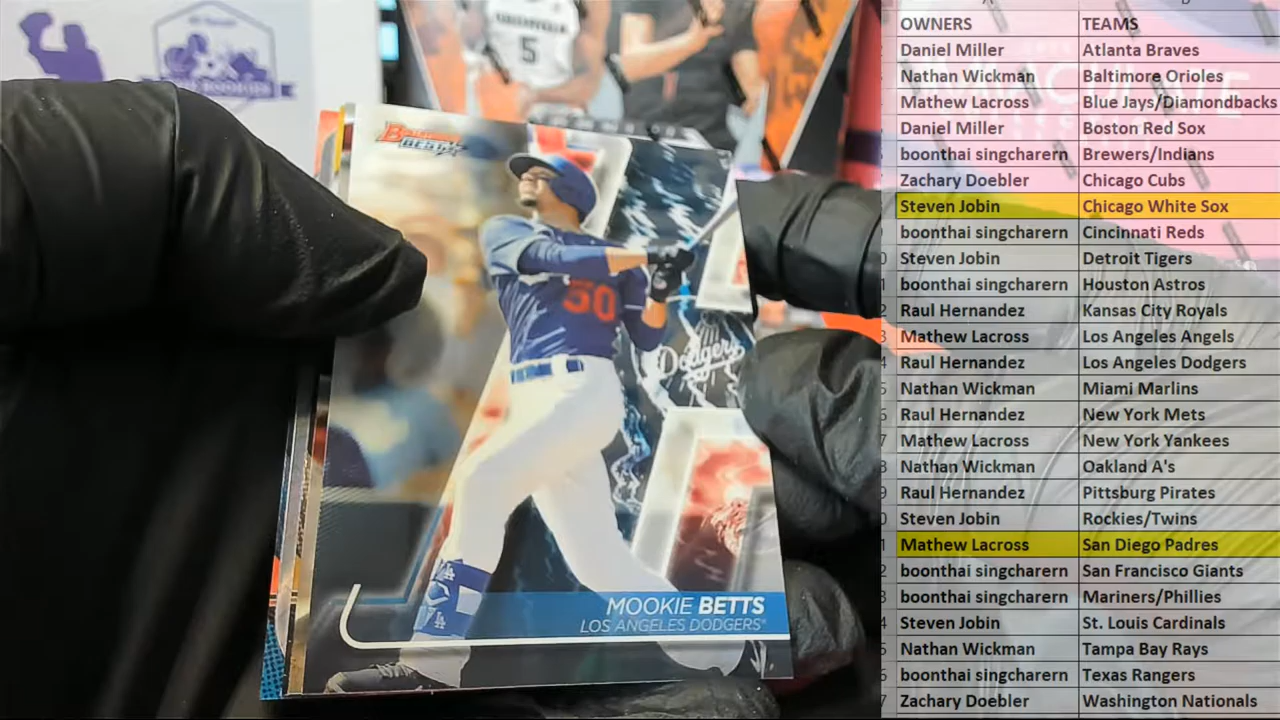 GEORGIA
5
Bowman's
BEST
50
Dodgers
LA
MOOKIE BETTS
LOS ANGELES DODGERS
OWNERS TEAMS
Daniel Miller Atlanta Braves
Nathan Wickman Baltimore Orioles
Mathew Lacross Blue Jays/Diamondbacks
Daniel Miller Boston Red Sox
boonthai singcharern Brewers/Indians
Zachary Doebler Chicago Cubs
Steven Jobin Chicago White Sox
boonthai singcharern Cincinnati Reds
Steven Jobin Detroit Tigers
boonthai singcharern Houston Astros
Raul Hernandez Kansas City Royals
Mathew Lacross Los Angeles Angels
Raul Hernandez Los Angeles Dodgers
Nathan Wickman Miami Marlins
Raul Hernandez New York Mets
Mathew Lacross New York Yankees
Nathan Wickman Oakland A's
Raul Hernandez Pittsburg Pirates
Steven Jobin Rockies/Twins
Mathew Lacross San Diego Padres
boonthai singcharern San Francisco Giants
boonthai singcharern Mariners/Phillies
Steven Jobin St. Louis Cardinals
Nathan Wickman Tampa Bay Rays
boonthai singcharern Texas Rangers
Zachary Doebler Washington Nationals